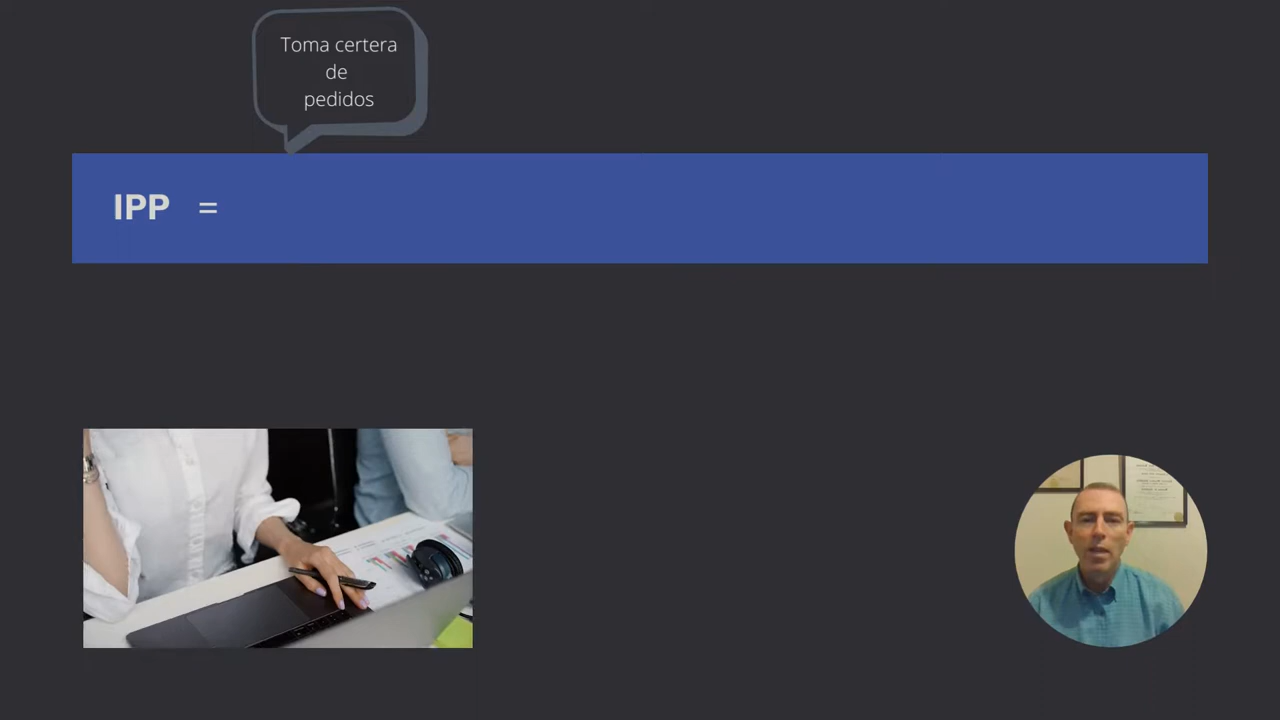 Toma certera
de
pedidos
IPP =